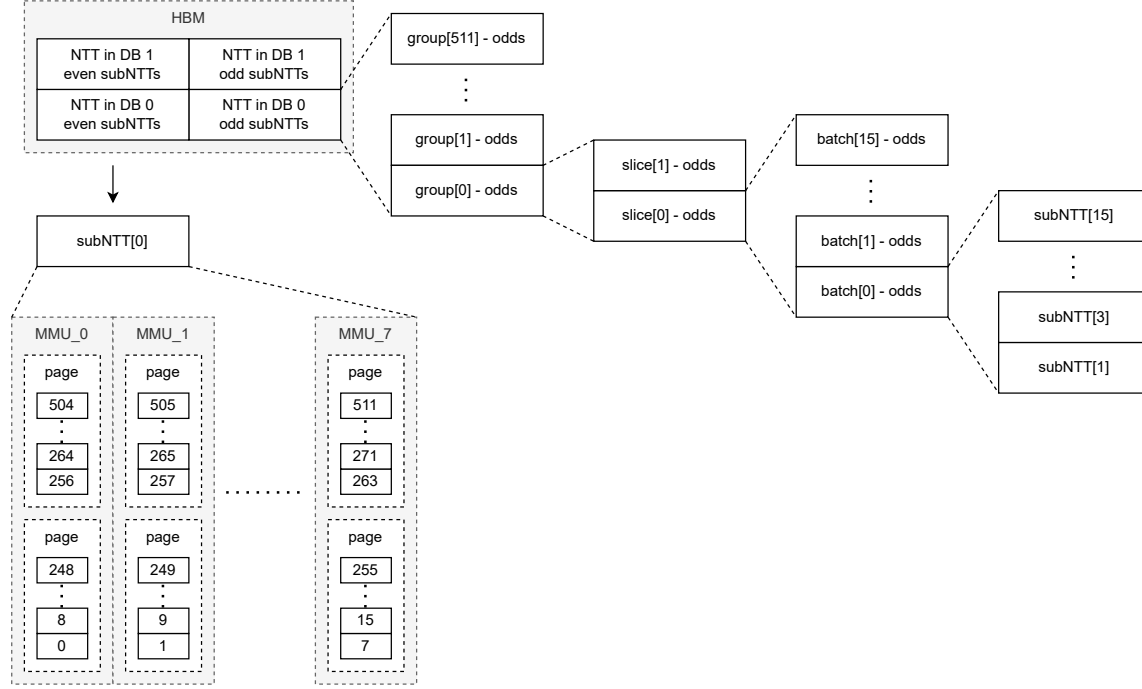 HBM
NTT in DB 1
even subNTTs
NTT in DB 1
odd subNTTs
NTT in DB 0
even subNTTs
NTT in DB 0
odd subNTTs
group[511] - odds
group[1] - odds
group[0] - odds
slice[1] - odds
slice[0] - odds
batch[15] - odds
batch[1] - odds
batch[0] - odds
subNTT[15]
subNTT[3]
subNTT[1]
subNTT[0]
MMU_0
page
504
264
256
page
248
8
0
MMU_1
page
505
265
257
page
249
9
1
MMU_7
page
511
271
263
page
255
15
7